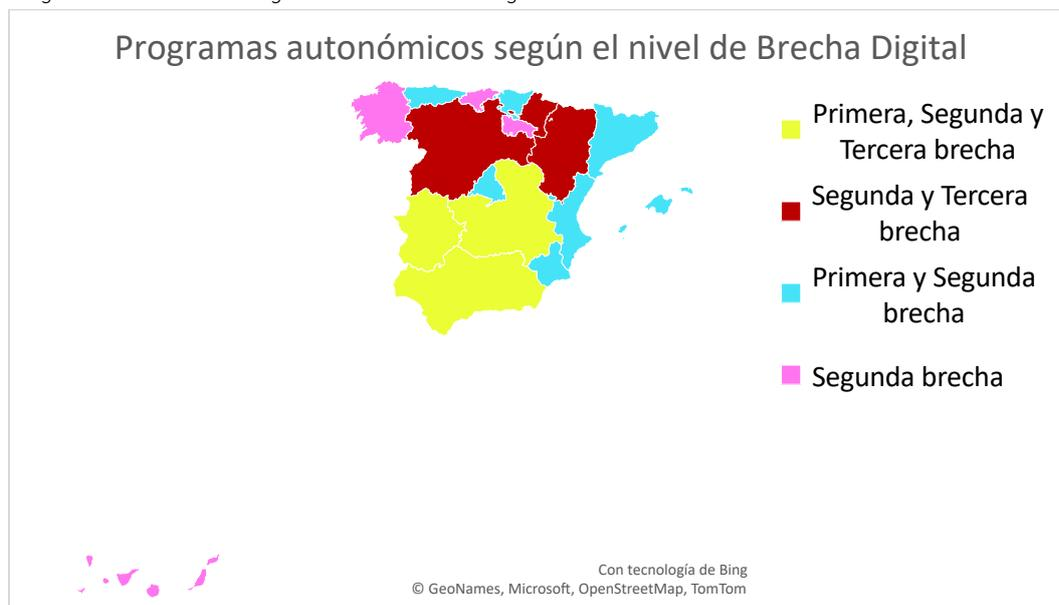 Programas autonómicos según el nivel de Brecha Digital
Primera, Segunda y
Tercera brecha
Segunda y Tercera
brecha
Primera y Segunda
brecha
Segunda brecha
Con tecnología de Bing
© GeoNames, Microsoft, OpenStreetMap, TomTom